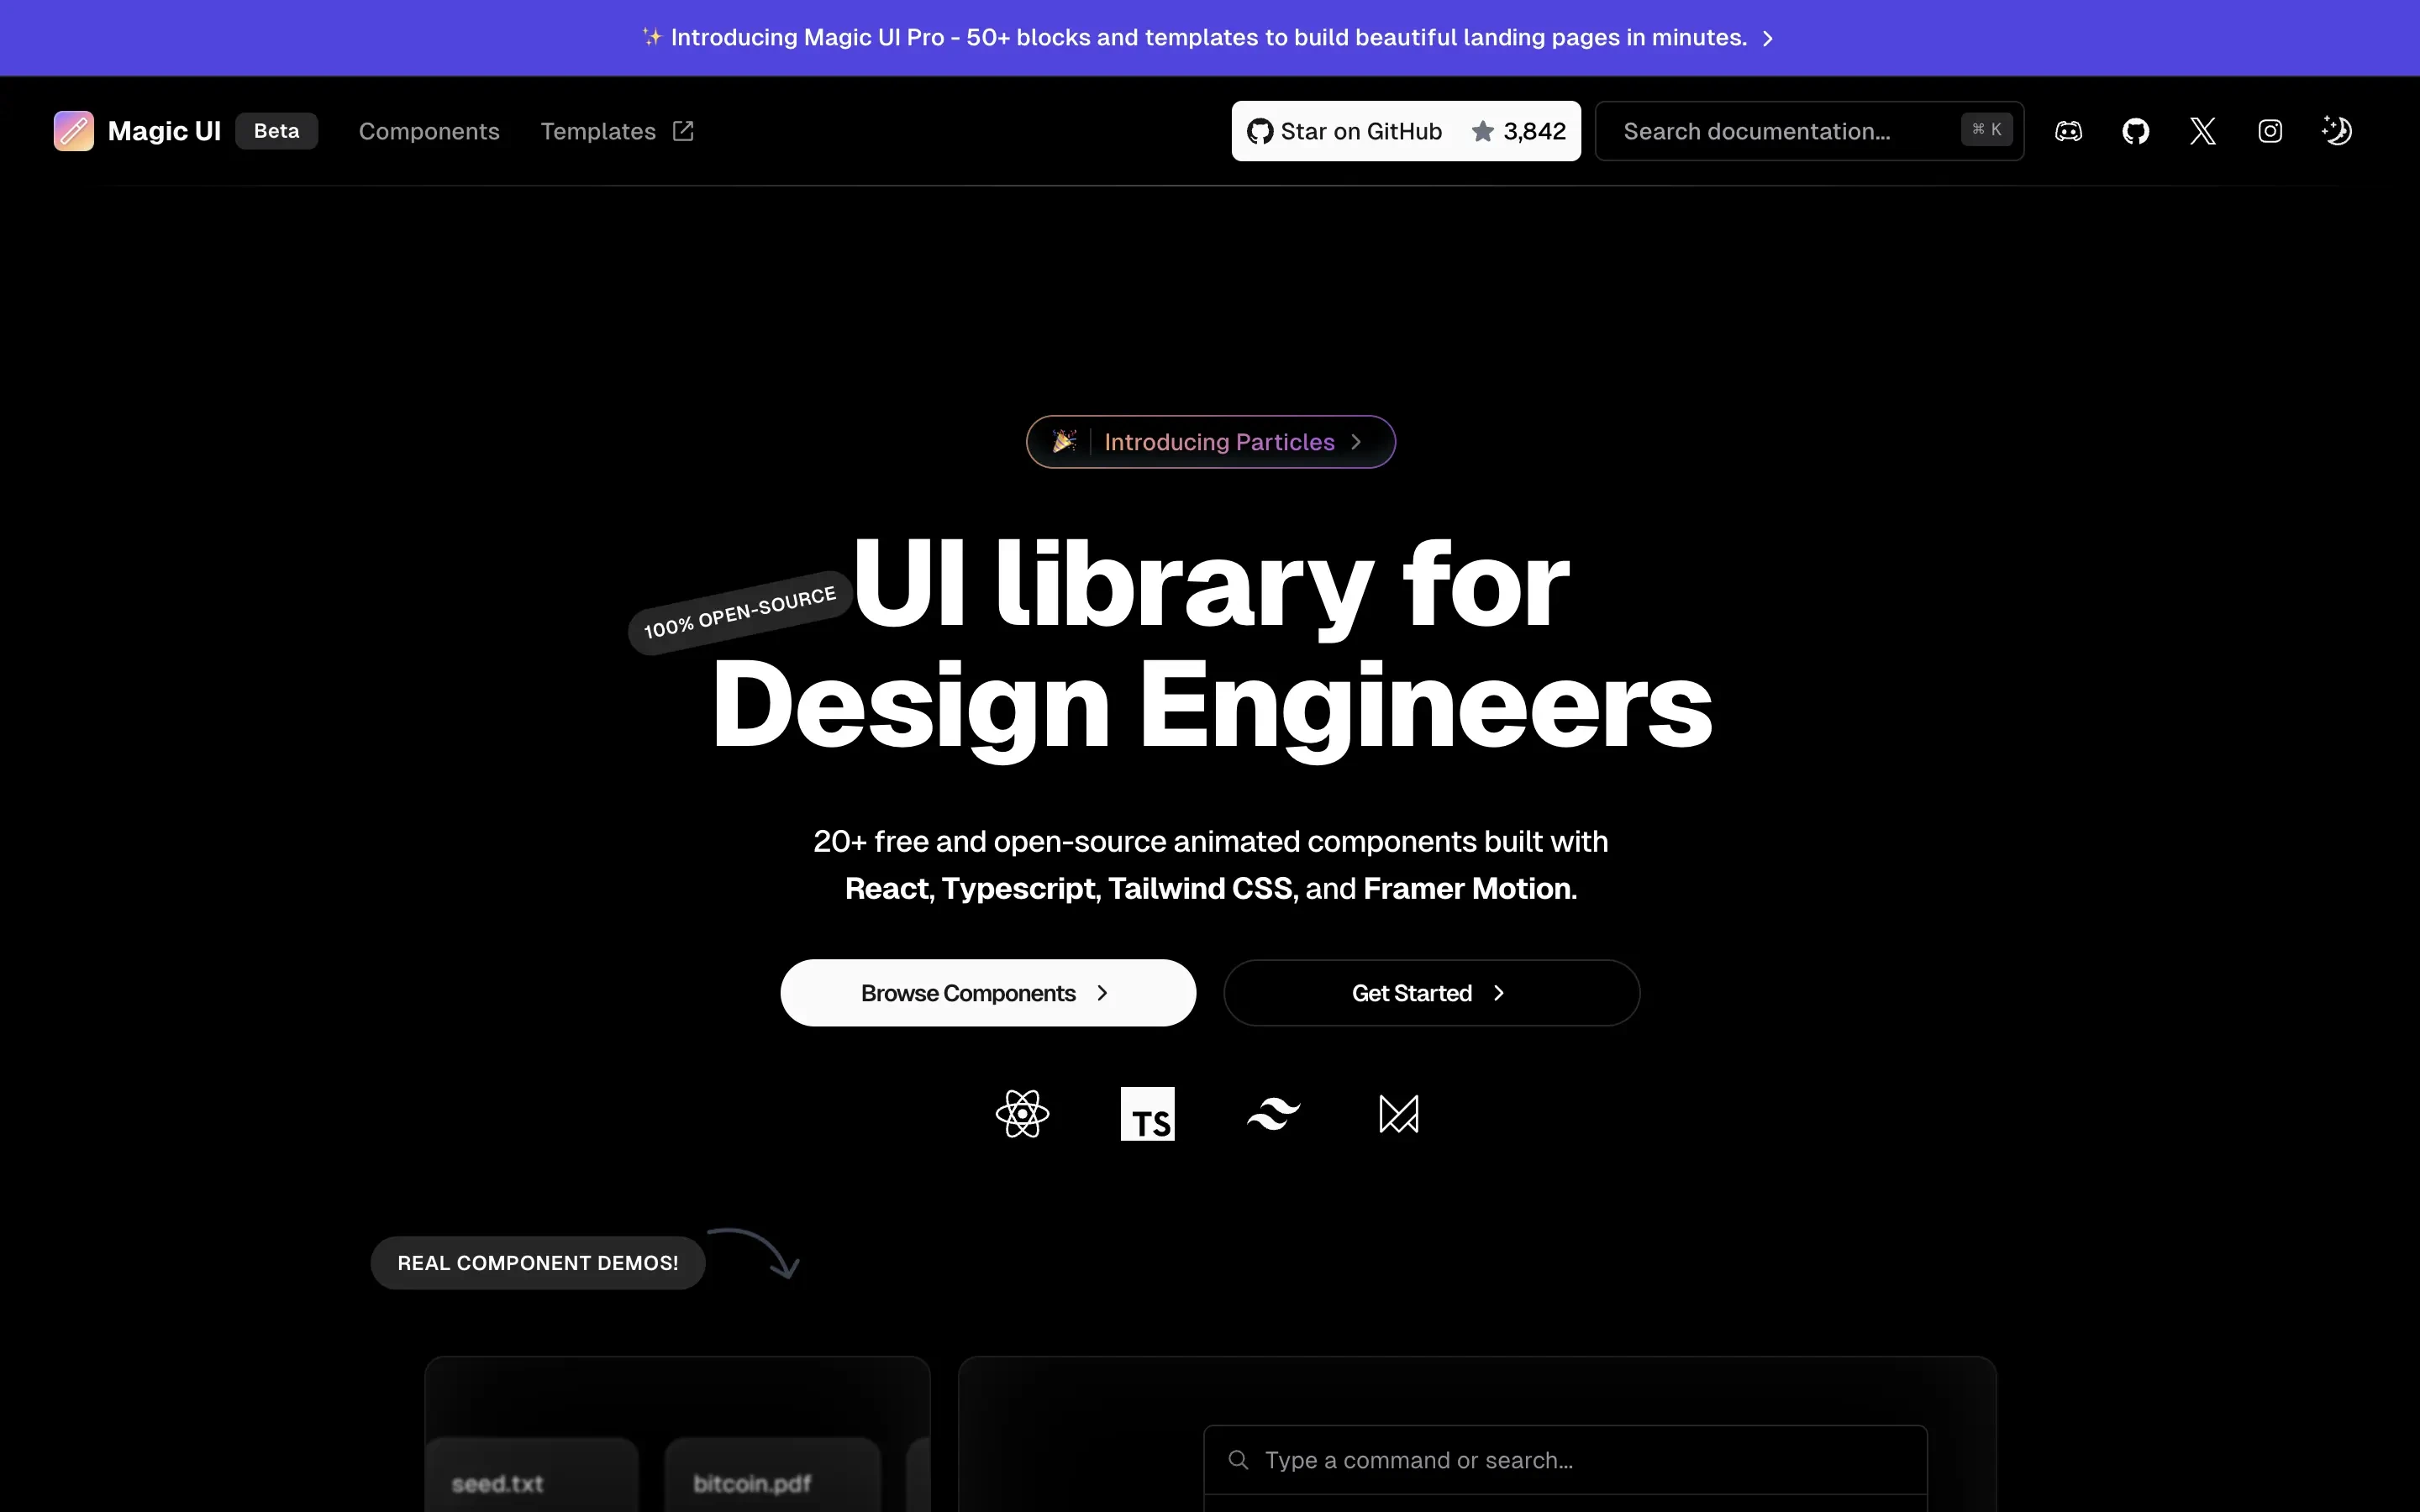 ✨ Introducing Magic UI Pro - 50+ blocks and templates to build beautiful landing pages in minutes.
Magic UI Beta Components Templates Star on GitHub 3,842 Search documentation... ⌘ K
🎉 Introducing Particles
100% OPEN-SOURCE
UI library for
Design Engineers
20+ free and open-source animated components built with
React, Typescript, Tailwind CSS, and Framer Motion.
Browse Components Get Started
TS
REAL COMPONENT DEMOS!
Type a command or search...
seed.txt bitcoin.pdf